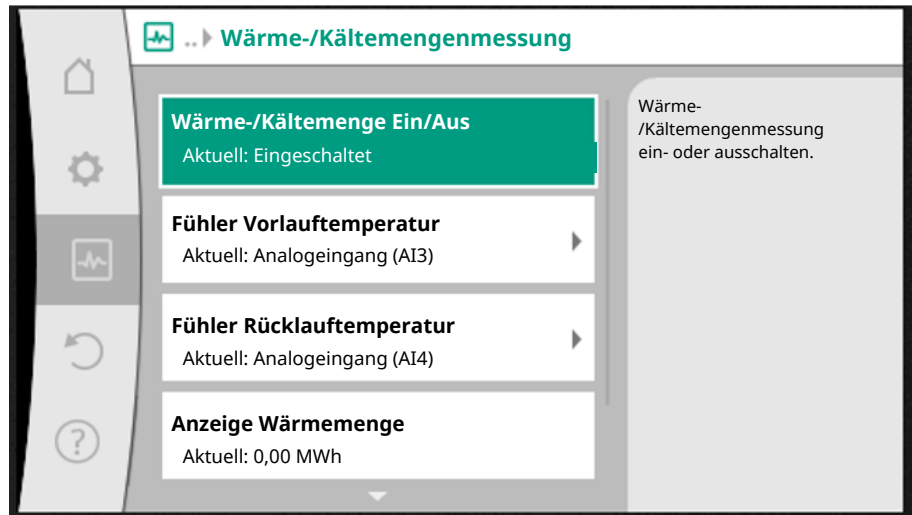 ..▸ Wärme-/Kältemengenmessung
Wärme-/Kältemenge Ein/Aus
Aktuell: Eingeschaltet
Fühler Vorlauftemperatur
Aktuell: Analogeingang (AI3)
Fühler Rücklauftemperatur
Aktuell: Analogeingang (AI4)
Anzeige Wärmemenge
Aktuell: 0,00 MWh
Wärme-
/Kältemengenmessung
ein- oder ausschalten.
?